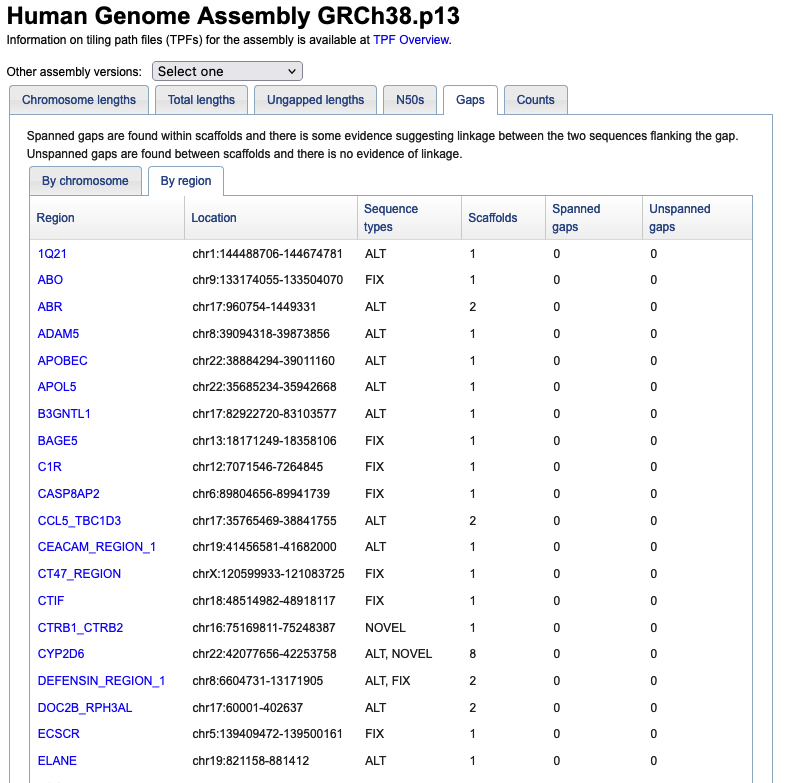 Human Genome Assembly GRCh38.p13
Information on tiling path files (TPFs) for the assembly is available at TPF Overview.
Other assembly versions: Select one
Chromosome lengths Total lengths Ungapped lengths N50s Gaps Counts
Spanned gaps are found within scaffolds and there is some evidence suggesting linkage between the two sequences flanking the gap.
Unspanned gaps are found between scaffolds and there is no evidence of linkage.
By chromosome By region
Region Location Sequence types Scaffolds Spanned gaps Unspanned gaps
1Q21 chr1:144488706-144674781 ALT 1 0 0
ABO chr9:133174055-133504070 FIX 1 0 0
ABR chr17:960754-1449331 ALT 2 0 0
ADAM5 chr8:39094318-39873856 ALT 1 0 0
APOBEC chr22:38884294-39011160 ALT 1 0 0
APOL5 chr22:35685234-35942668 ALT 1 0 0
B3GNTL1 chr17:82922720-83103577 ALT 1 0 0
BAGE5 chr13:18171249-18358106 FIX 1 0 0
C1R chr12:7071546-7264845 FIX 1 0 0
CASP8AP2 chr6:89804656-89941739 FIX 1 0 0
CCL5_TBC1D3 chr17:35765469-38841755 ALT 2 0 0
CEACAM_REGION_1 chr19:41456581-41682000 ALT 1 0 0
CT47_REGION chrX:120599933-121083725 FIX 1 0 0
CTIF chr18:48514982-48918117 FIX 1 0 0
CTRB1_CTRB2 chr16:75169811-75248387 NOVEL 1 0 0
CYP2D6 chr22:42077656-42253758 ALT, NOVEL 8 0 0
DEFENSIN_REGION_1 chr8:6604731-13171905 ALT, FIX 2 0 0
DOC2B_RPH3AL chr17:60001-402637 ALT 2 0 0
ECSCR chr5:139409472-139500161 FIX 1 0 0
ELANE chr19:821158-881412 ALT 1 0 0